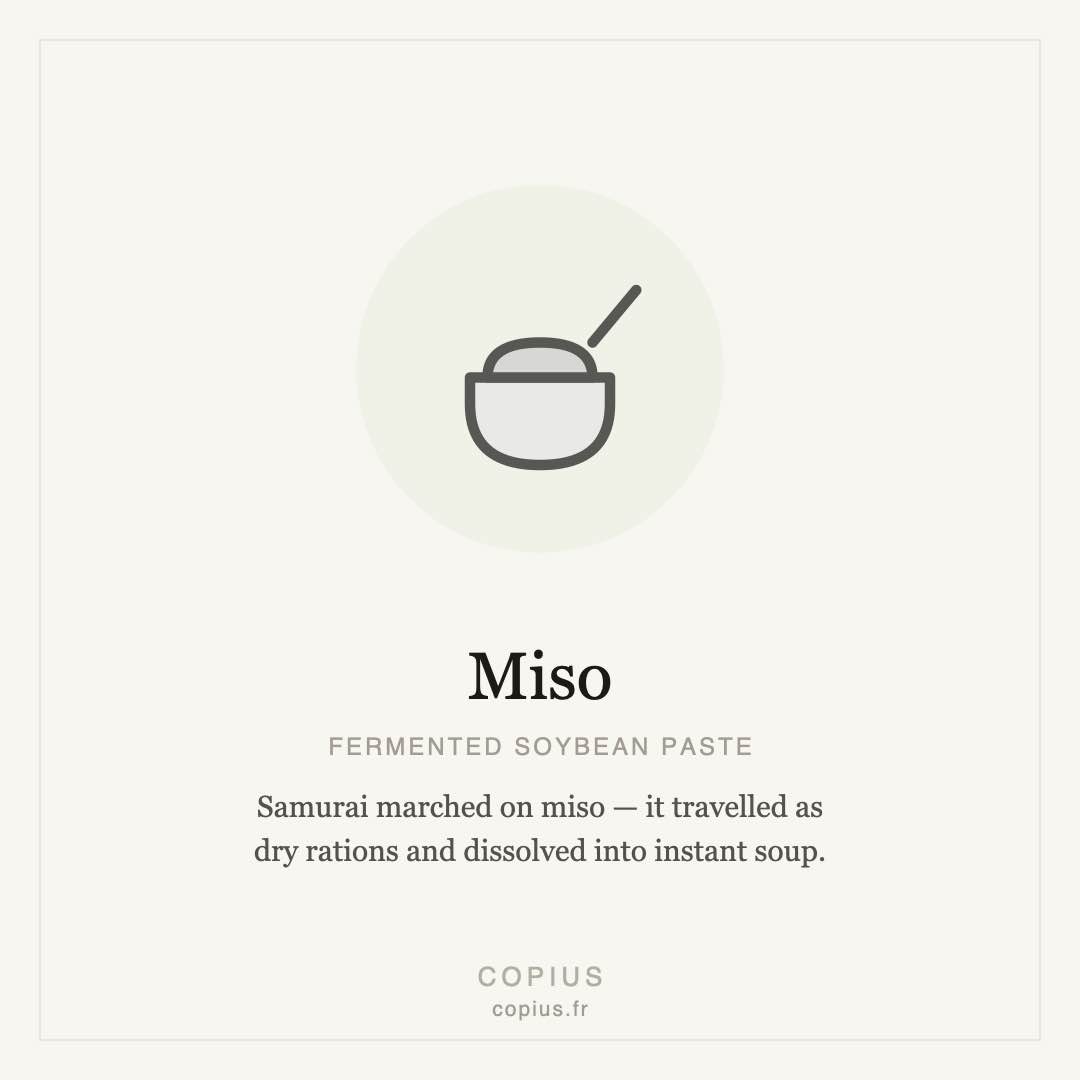 Miso
FERMENTED SOYBEAN PASTE
Samurai marched on miso — it travelled as
dry rations and dissolved into instant soup.
COPIUS
copius.fr